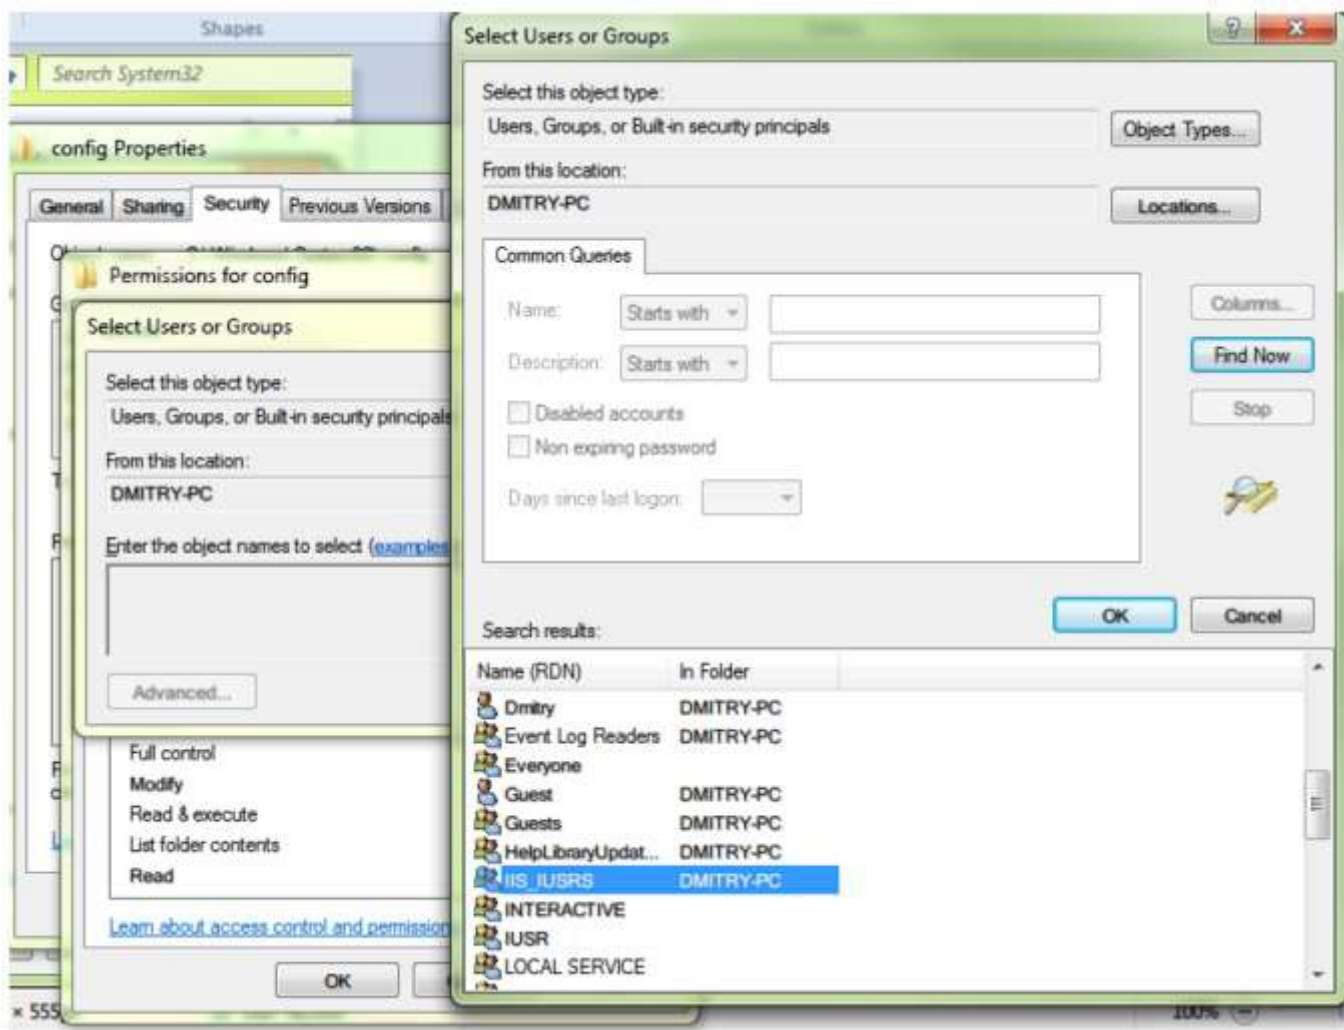 Shapes
Search System32
config Properties
General Sharing Security Previous Versions
Permissions for config
Select Users or Groups
Select this object type:
Users, Groups, or Built-in security principals
From this location:
DMITRY-PC
Enter the object names to select (examples
Advanced...
Full control
Modify
Read & execute
List folder contents
Read
Learn about access control and permission
OK
× 555
Select Users or Groups
Select this object type:
Users, Groups, or Built-in security principals
Object Types...
From this location:
DMITRY-PC
Locations...
Common Queries
Name: Starts with
Columns...
Description: Starts with
Find Now
Disabled accounts
Stop
Non expiring password
Days since last logon:
OK Cancel
Search results:
Name (RDN) In Folder
Dmitry DMITRY-PC
Event Log Readers DMITRY-PC
Everyone
Guest DMITRY-PC
Guests DMITRY-PC
HelpLibraryUpdat... DMITRY-PC
IIS_IUSRS DMITRY-PC
INTERACTIVE
IUSR
LOCAL SERVICE
100%